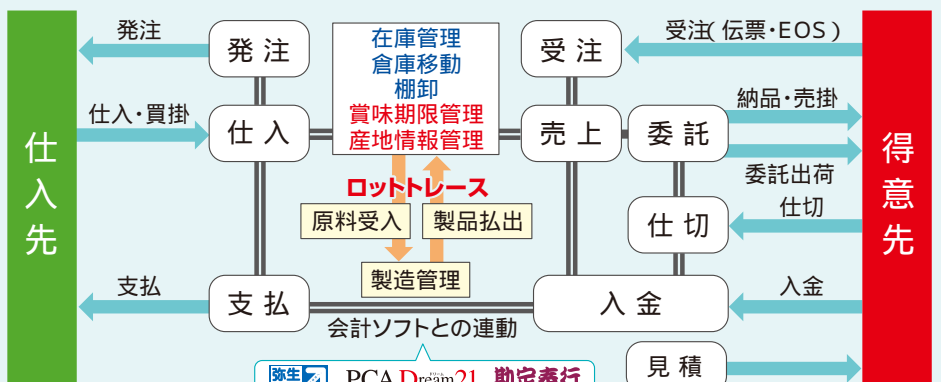 仕入先
発注
仕入・買掛
支払
発注
仕入
支払
在庫管理
倉庫移動
棚卸
賞味期限管理
産地情報管理
ロットトレース
原料受入
製品払出
製造管理
会計ソフトとの連動
弥生
PCA Dream21
ドリーム
勘定奉行
受注
売上
委託
仕切
入金
見積
受注(伝票・EOS)
納品・売掛
委託出荷
仕切
入金
得意先